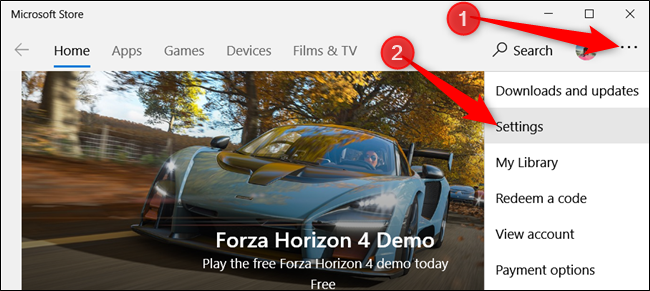 Microsoft Store
1
Home Apps Games Devices Films & TV Search ...
2
Downloads and updates
Settings
My Library
Redeem a code
View account
Payment options
Forza Horizon 4 Demo
Play the free Forza Horizon 4 demo today
Free